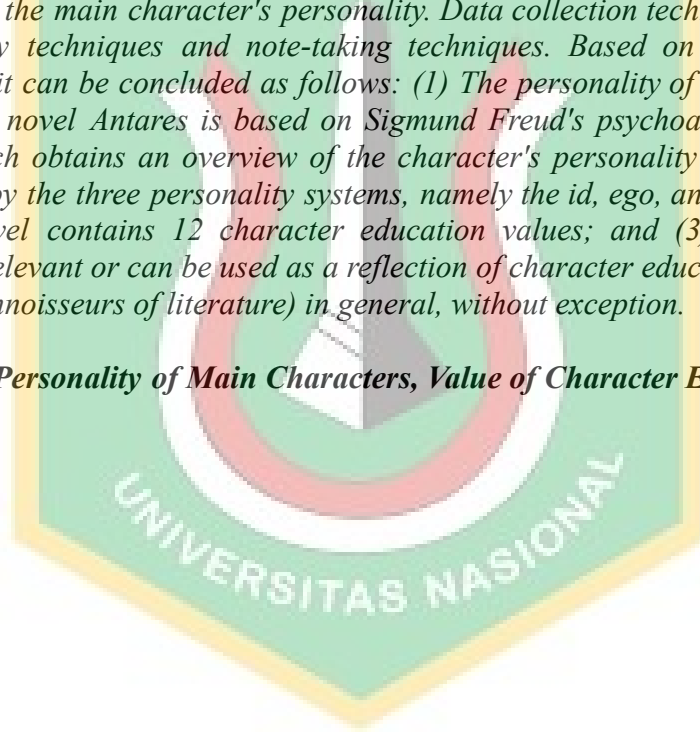 the main character's personality. Data collection tech
techniques and note-taking techniques. Based on
it can be concluded as follows: (1) The personality of
novel Antares is based on Sigmund Freud's psychoa
ch obtains an overview of the character's personality
by the three personality systems, namely the id, ego, an
vel contains 12 character education values; and (3
elevant or can be used as a reflection of character educ
nnoisseurs of literature) in general, without exception.
Personality of Main Characters, Value of Character E
UNIVERSITAS NASIONAL